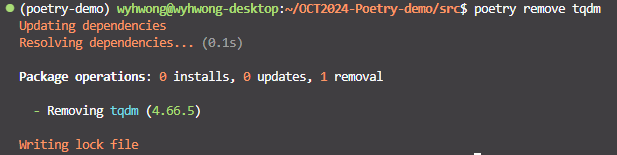 (poetry-demo) wyhwong@wyhwong-desktop:~/OCT2024-Poetry-demo/src$ poetry remove tqdm
Updating dependencies
Resolving dependencies... (0.1s)
Package operations: 0 installs, 0 updates, 1 removal
- Removing tqdm (4.66.5)
Writing lock file